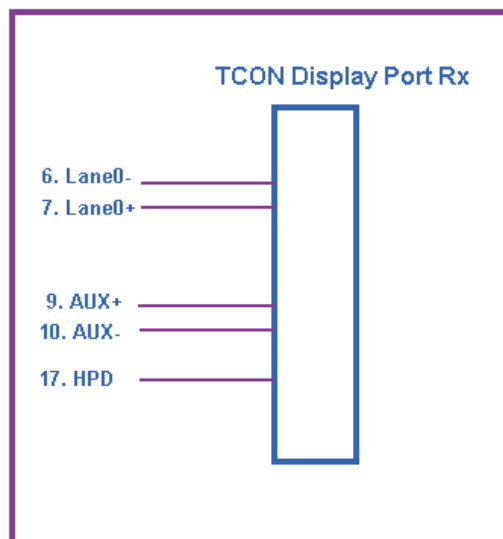 TCON Display Port Rx
6. Lane0-
7. Lane0+
9. AUX+
10. AUX-
17. HPD